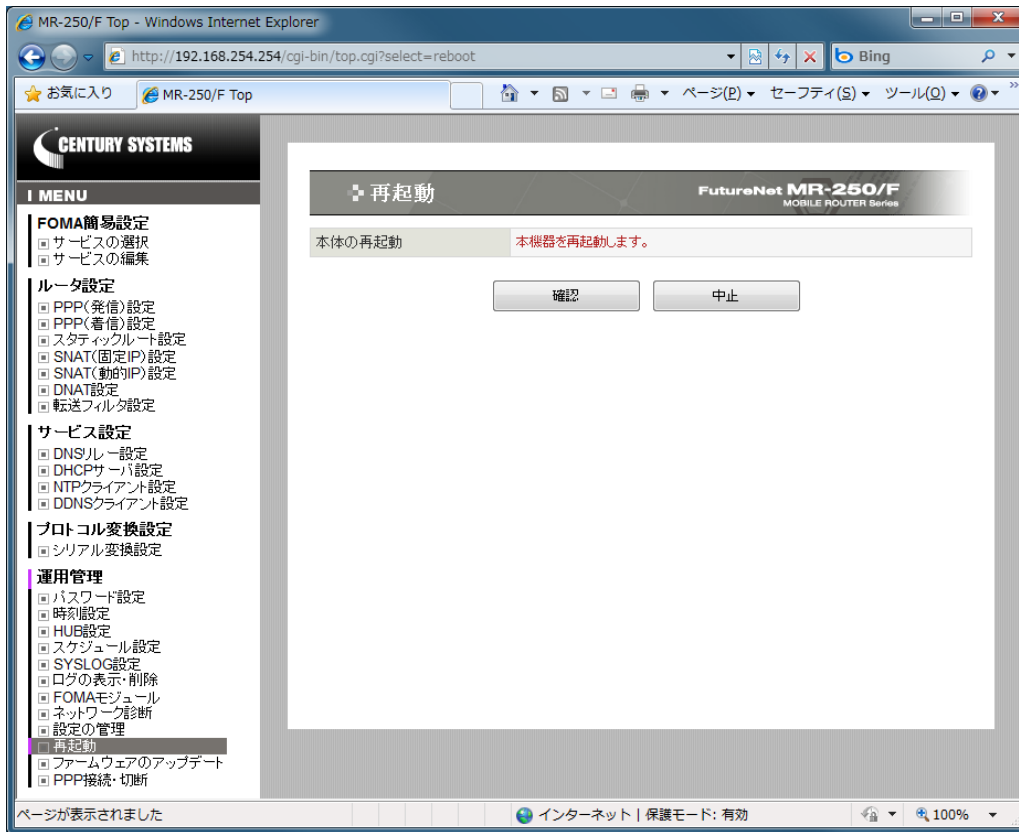 MR-250/F Top - Windows Internet Explorer
http://192.168.254.254/cgi-bin/top.cgi?select=reboot
Bing
お気に入り
MR-250/F Top
ページ(P)
セーフティ(S)
ツール(O)
CENTURY SYSTEMS
MENU
FOMA簡易設定
サービスの選択
サービスの編集
ルータ設定
PPP(発信)設定
PPP(着信)設定
スタティックルート設定
SNAT(固定IP)設定
SNAT(動的IP)設定
DNAT設定
転送フィルタ設定
サービス設定
DNSリレー設定
DHCPサーバ設定
NTPクライアント設定
DDNSクライアント設定
プロトコル変換設定
シリアル変換設定
運用管理
パスワード設定
時刻設定
HUB設定
スケジュール設定
SYSLOG設定
ログの表示・削除
FOMAモジュール
ネットワーク診断
設定の管理
再起動
ファームウェアのアップデート
PPP接続・切断
再起動
FutureNet MR-250/F
MOBILE ROUTER Series
本体の再起動
本機器を再起動します。
確認
中止
ページが表示されました
インターネット | 保護モード: 有効
100%